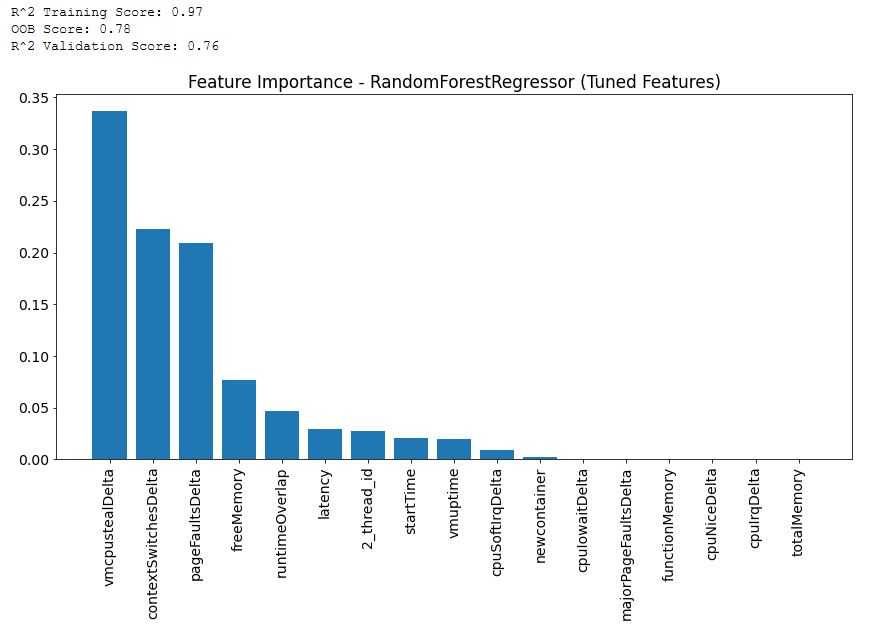 R^2 Training Score: 0.97
OOB Score: 0.78
R^2 Validation Score: 0.76
Feature Importance - RandomForestRegressor (Tuned Features)
0.35
0.30
0.25
0.20
0.15
0.10
0.05
0.00
vmcpustealDelta
contextSwitchesDelta
pageFaultsDelta
freeMemory
runtimeOverlap
latency
2_thread_id
startTime
vmuptime
cpuSoftIrqDelta
newcontainer
cpuIowaitDelta
majorPageFaultsDelta
functionMemory
cpuNiceDelta
cpuIrqDelta
totalMemory